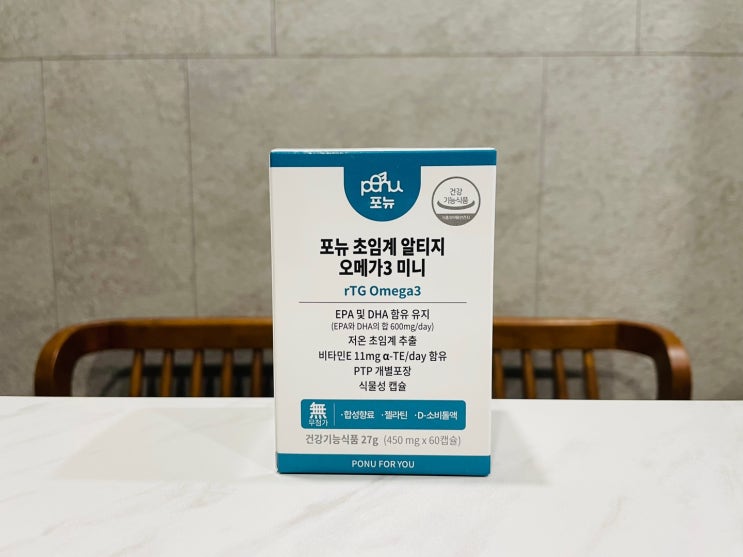 ponu
포뉴
건강
기능식품
포뉴 초임계 알티지
오메가3 미니
rTG Omega3
EPA 및 DHA 함유 유지
(EPA와 DHA의 합 600mg/day)
저온 초임계 추출
비타민E 11mg α-TE/day 함유
PTP 개별포장
식물성 캡슐
無
무첨가
·합성향료 ·젤라틴 ·D-소비톨액
건강기능식품 27g (450 mg x 60캡슐)
PONU FOR YOU